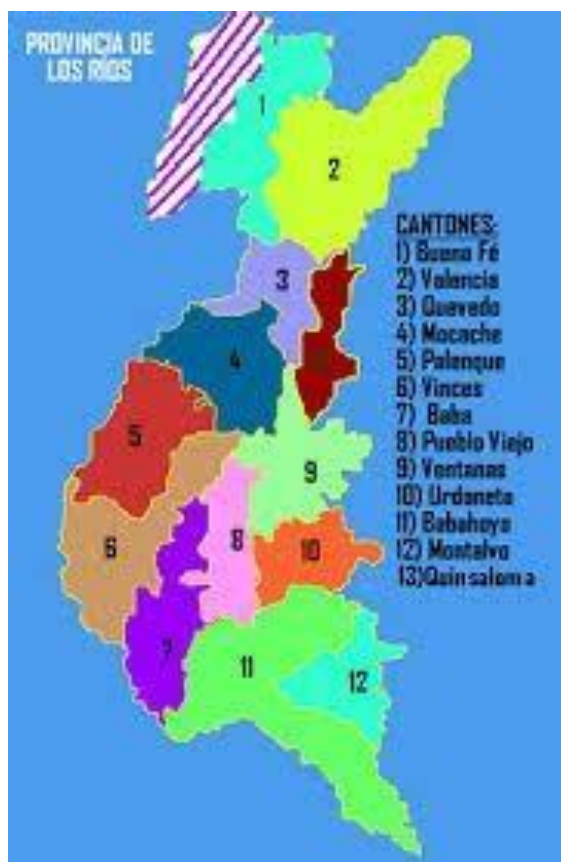 PROVINCIA DE
LOS RÍOS
1
2
CANTONES:
1) Buena Fé
2) Valencia
3) Quevedo
4) Mocache
5) Palenque
6) Vinces
7) Baba
8) Pueblo Viejo
9) Ventanas
10) Urdaneta
11) Babahoyo
12) Montalvo
13)Quinsaloma
3
4
5
9
6
8
10
7
11
12